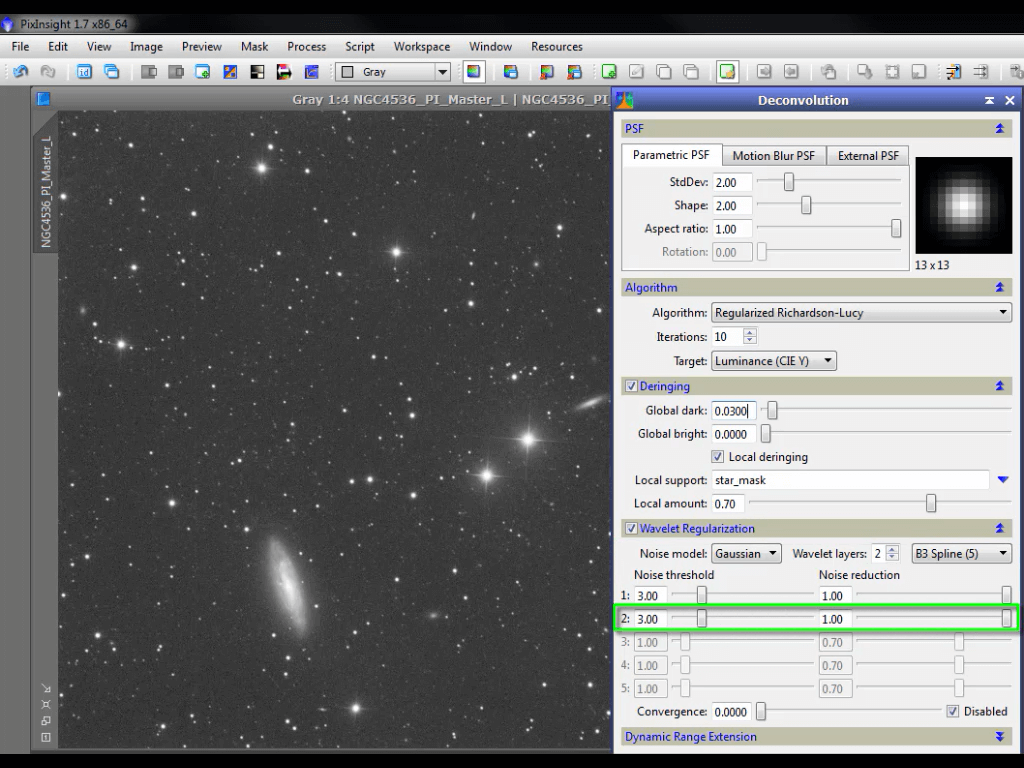 PixInsight 1.7 x86_64
File Edit View Image Preview Mask Process Script Workspace Window Resources
id Gray
Gray 1:4 NGC4536_PI_Master_L | NGC4536_PI
NGC4536_PI_Master_L
Deconvolution
PSF
Parametric PSF Motion Blur PSF External PSF
StdDev: 2.00
Shape: 2.00
Aspect ratio: 1.00
Rotation: 0.00
13 x 13
Algorithm
Algorithm: Regularized Richardson-Lucy
Iterations: 10
Target: Luminance (CIE Y)
Deringing
Global dark: 0.0300
Global bright: 0.0000
Local deringing
Local support: star_mask
Local amount: 0.70
Wavelet Regularization
Noise model: Gaussian Wavelet layers: 2 B3 Spline (5)
Noise threshold Noise reduction
1: 3.00 1.00
2: 3.00 1.00
3: 1.00 0.70
4: 1.00 0.70
5: 1.00 0.70
Convergence: 0.0000 Disabled
Dynamic Range Extension